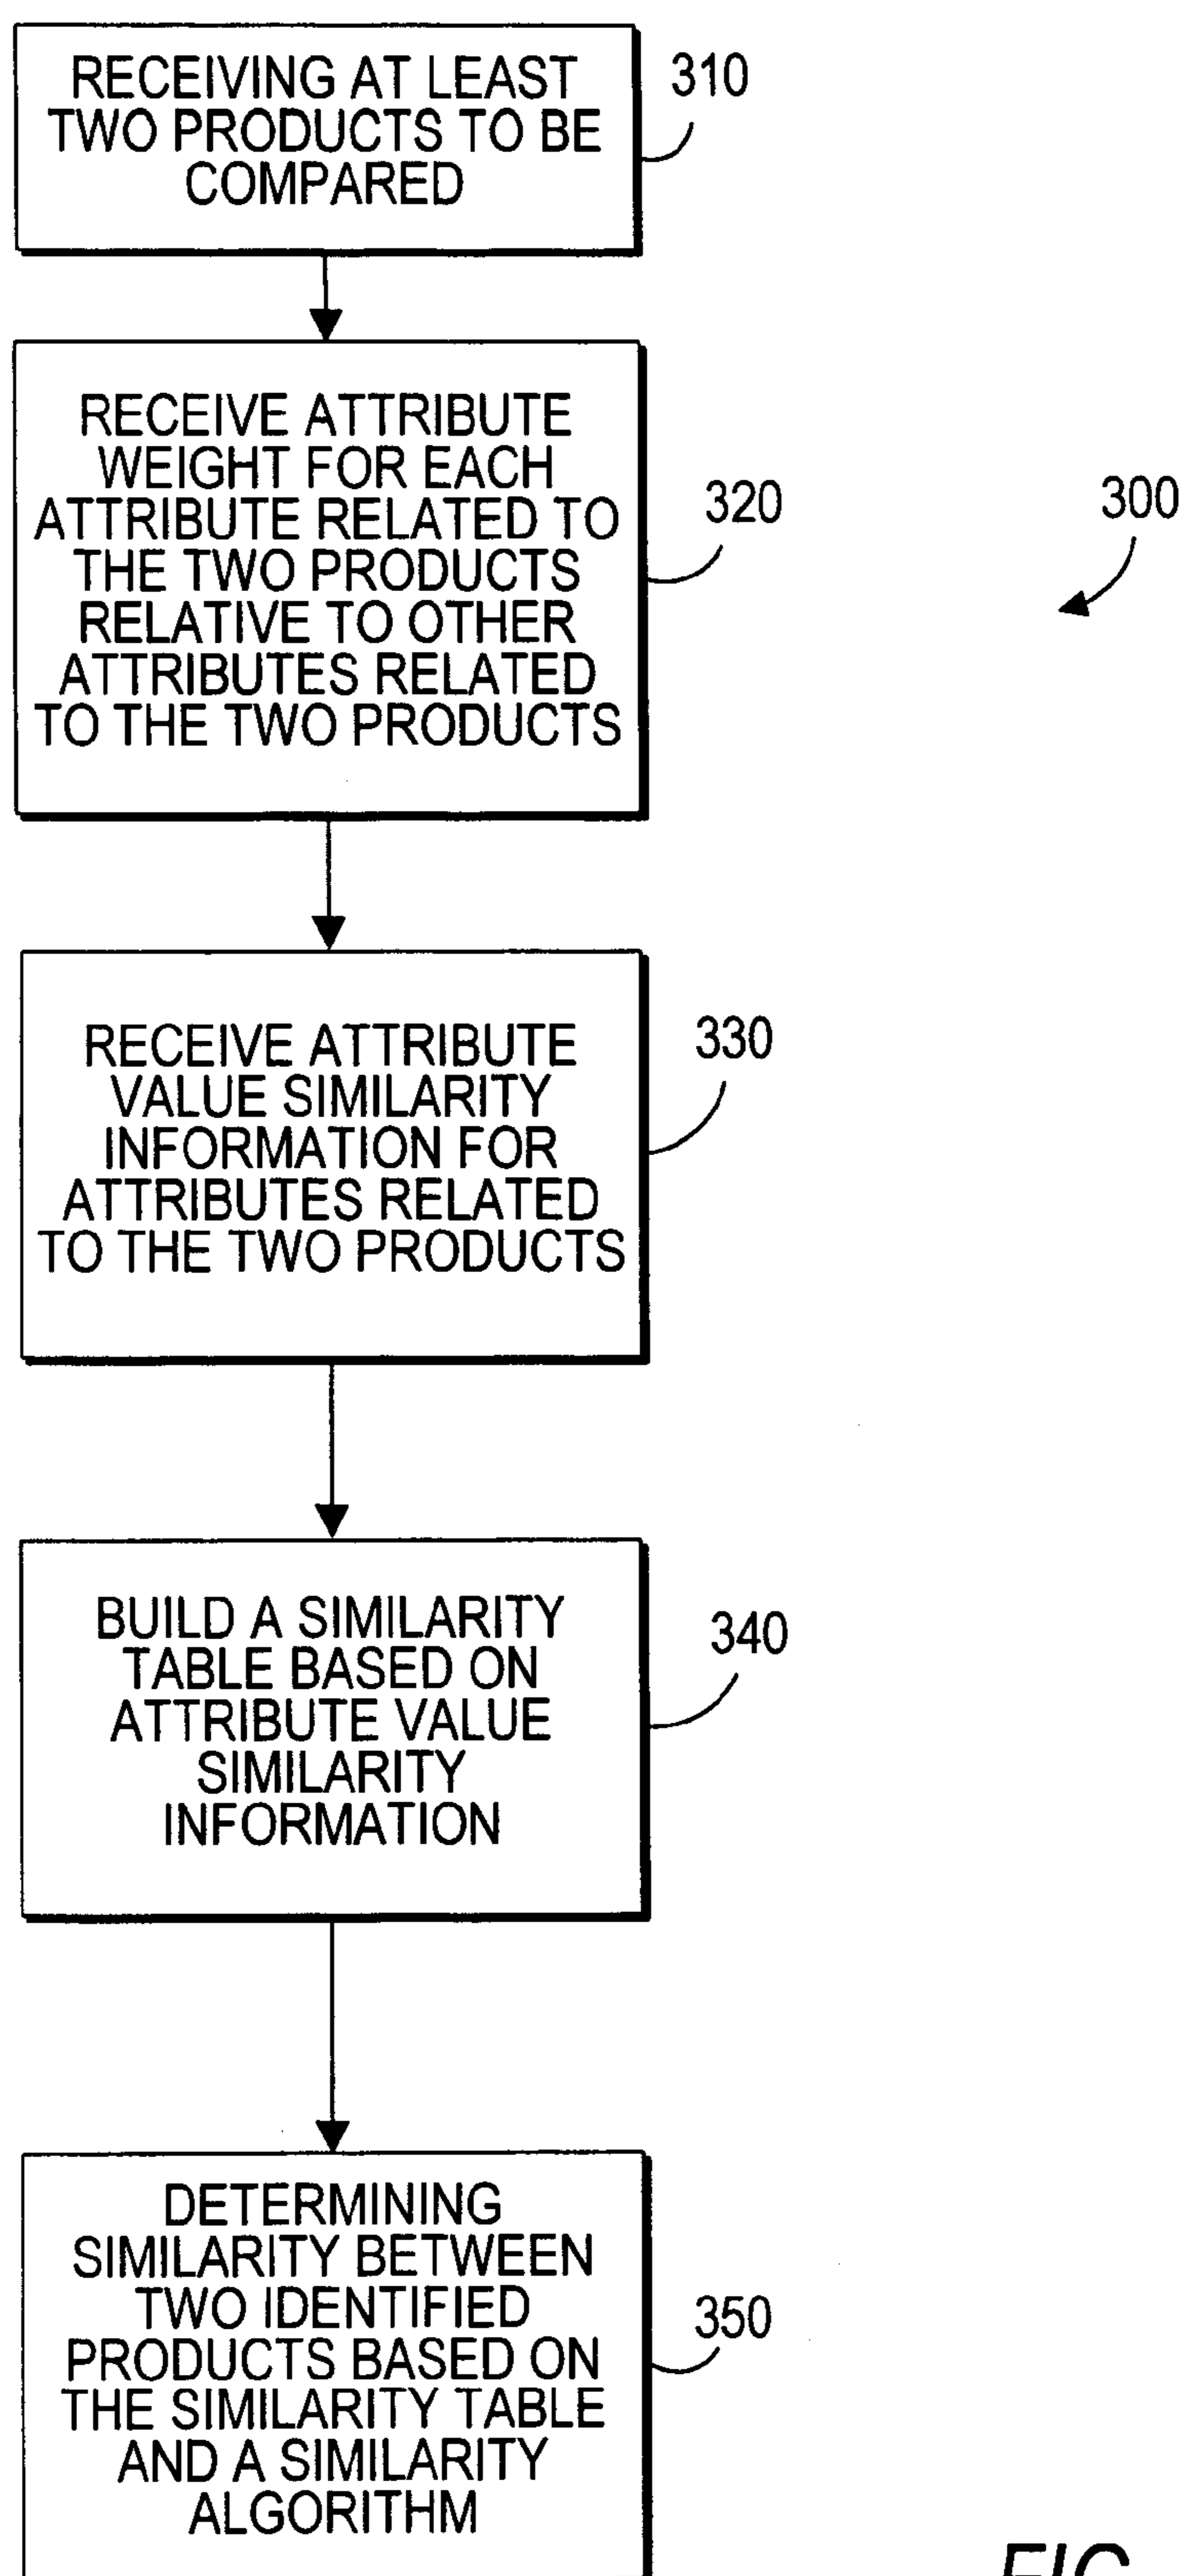 RECEIVING AT LEAST
TWO PRODUCTS TO BE
COMPARED
310
RECEIVE ATTRIBUTE
WEIGHT FOR EACH
ATTRIBUTE RELATED TO
THE TWO PRODUCTS
RELATIVE TO OTHER
ATTRIBUTES RELATED
TO THE TWO PRODUCTS
320
300
RECEIVE ATTRIBUTE
VALUE SIMILARITY
INFORMATION FOR
ATTRIBUTES RELATED
TO THE TWO PRODUCTS
330
BUILD A SIMILARITY
TABLE BASED ON
ATTRIBUTE VALUE
SIMILARITY
INFORMATION
340
DETERMINING
SIMILARITY BETWEEN
TWO IDENTIFIED
PRODUCTS BASED ON
THE SIMILARITY TABLE
AND A SIMILARITY
ALGORITHM
350
FIG